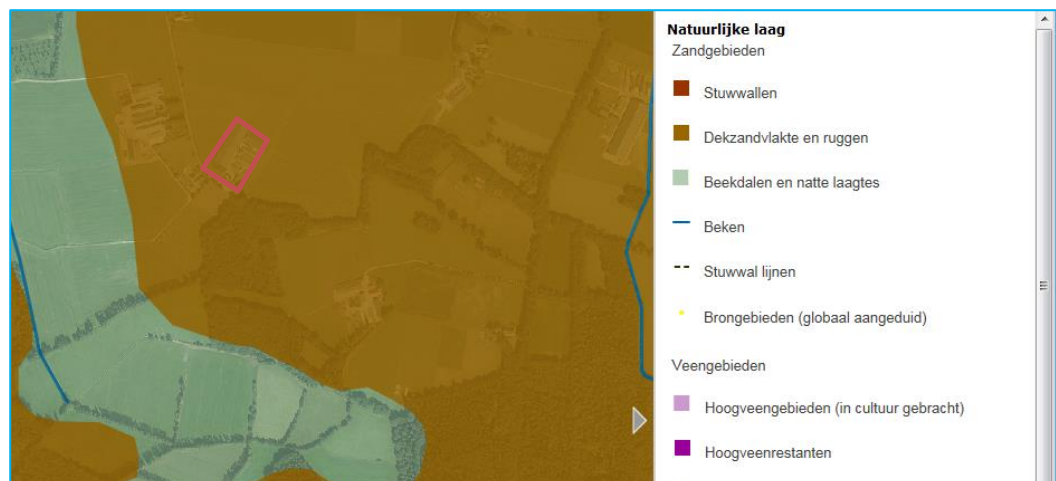 Natuurlijke laag
Zandgebieden
Stuwwallen
Dekzandvlakte en ruggen
Beekdalen en natte laagtes
Beken
Stuwwal lijnen
Brongebieden (globaal aangeduid)
Veengebieden
Hoogveengebieden (in cultuur gebracht)
Hoogveenrestanten